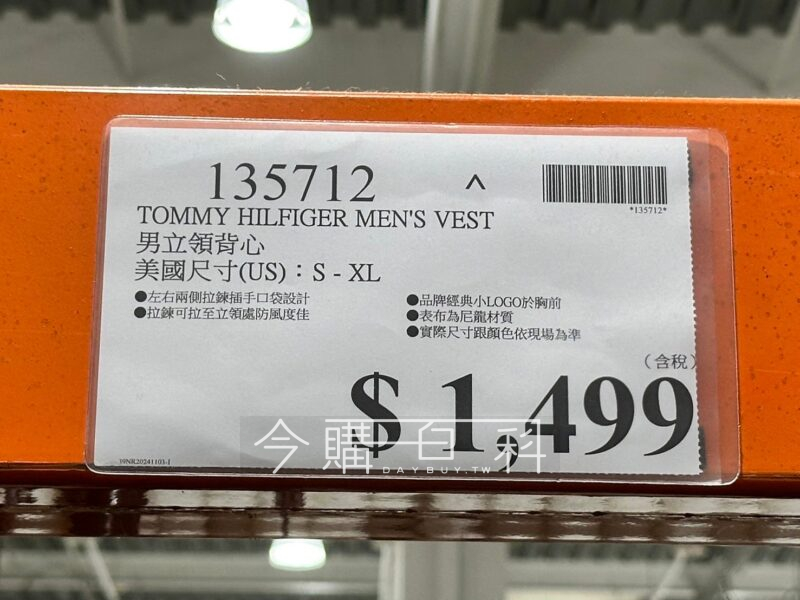 135712 ^
*135712*
TOMMY HILFIGER MEN'S VEST
男立領背心
美國尺寸(US)：S - XL
●左右兩側拉鍊插手口袋設計
●拉鍊可拉至立領處防風度佳
●品牌經典小LOGO於胸前
●表布為尼龍材質
●實際尺寸跟顏色依現場為準
(含稅)
$ 1,499
今購百科
DAYBUY.TW
39NR20241103-1